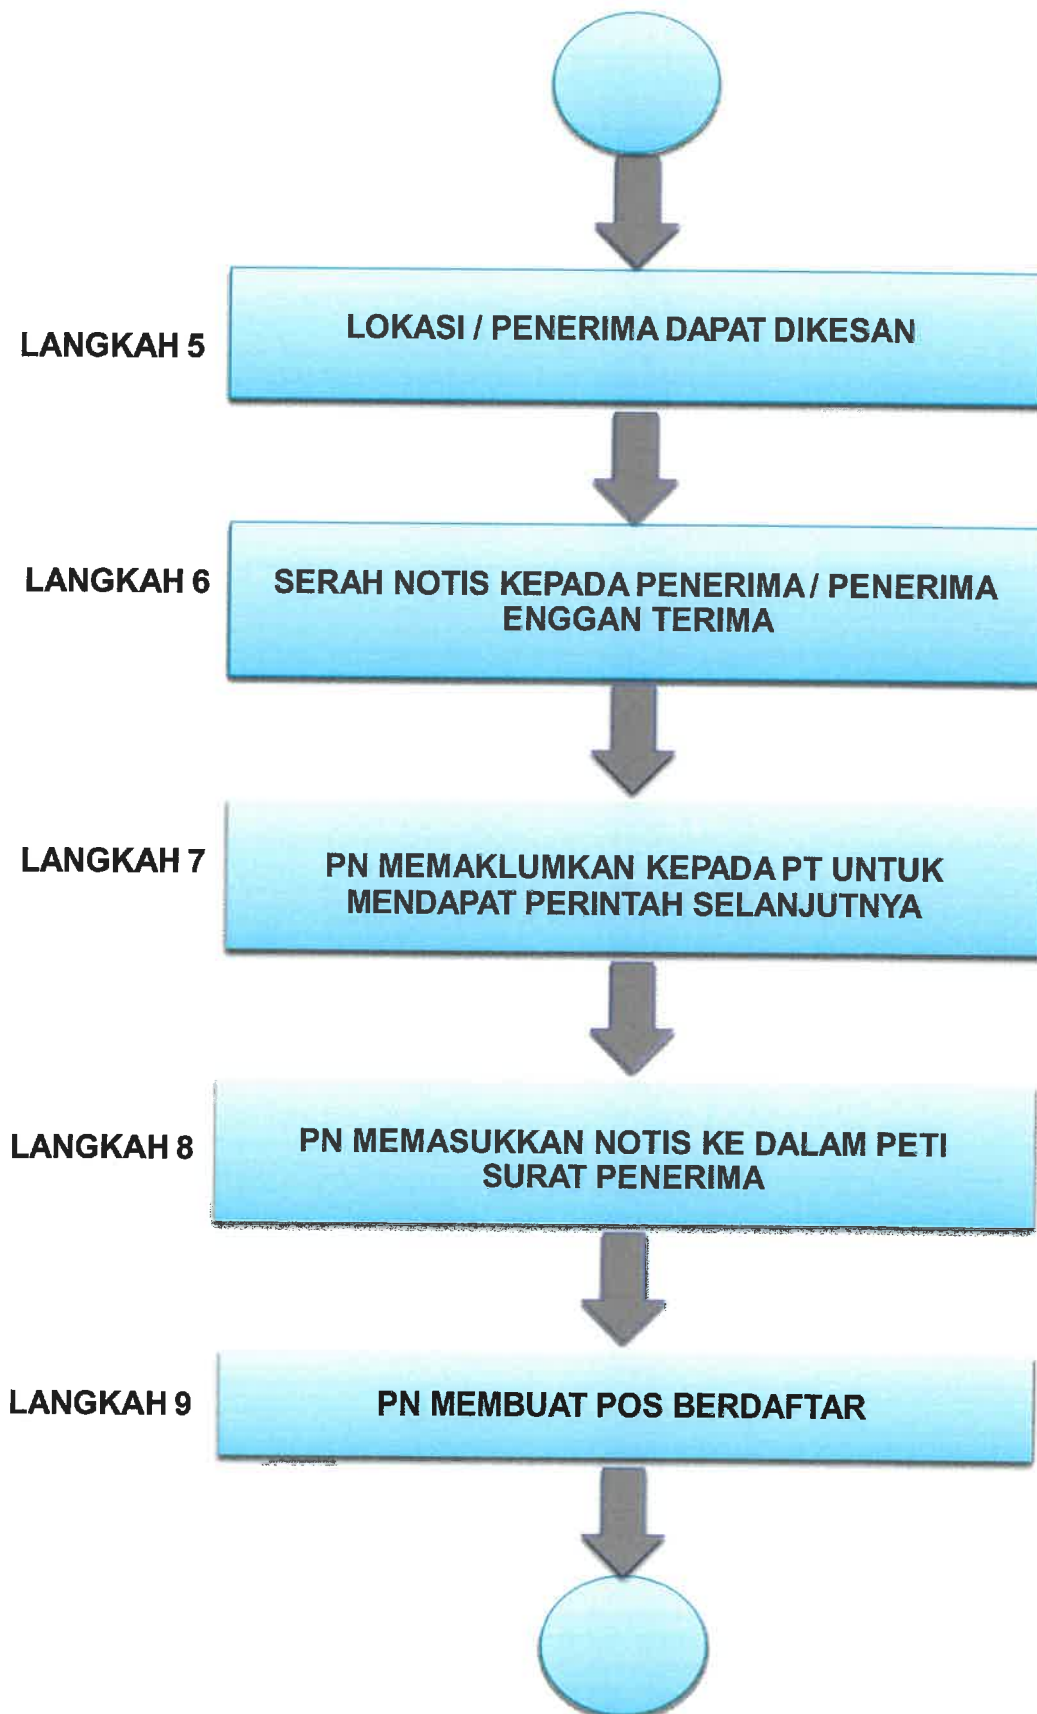 LANGKAH 5
LOKASI / PENERIMA DAPAT DIKESAN
LANGKAH 6
SERAH NOTIS KEPADA PENERIMA / PENERIMA
ENGGAN TERIMA
LANGKAH 7
PN MEMAKLUMKAN KEPADA PT UNTUK
MENDAPAT PERINTAH SELANJUTNYA
LANGKAH 8
PN MEMASUKKAN NOTIS KE DALAM PETI
SURAT PENERIMA
LANGKAH 9
PN MEMBUAT POS BERDAFTAR